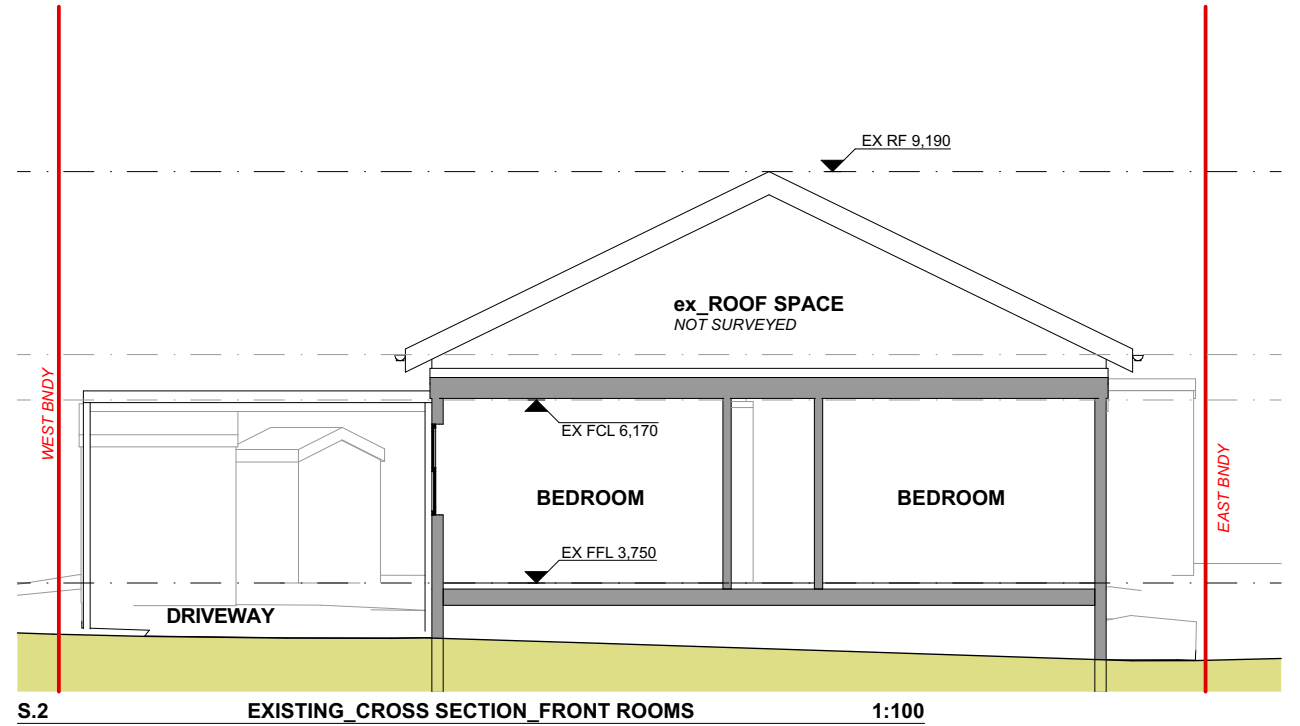 EX RF 9,190
ex_ROOF SPACE
NOT SURVEYED
WEST BNDY
EX FCL 6,170
BEDROOM
BEDROOM
EAST BNDY
EX FFL 3,750
DRIVEWAY
S.2 EXISTING_CROSS SECTION_FRONT ROOMS 1:100